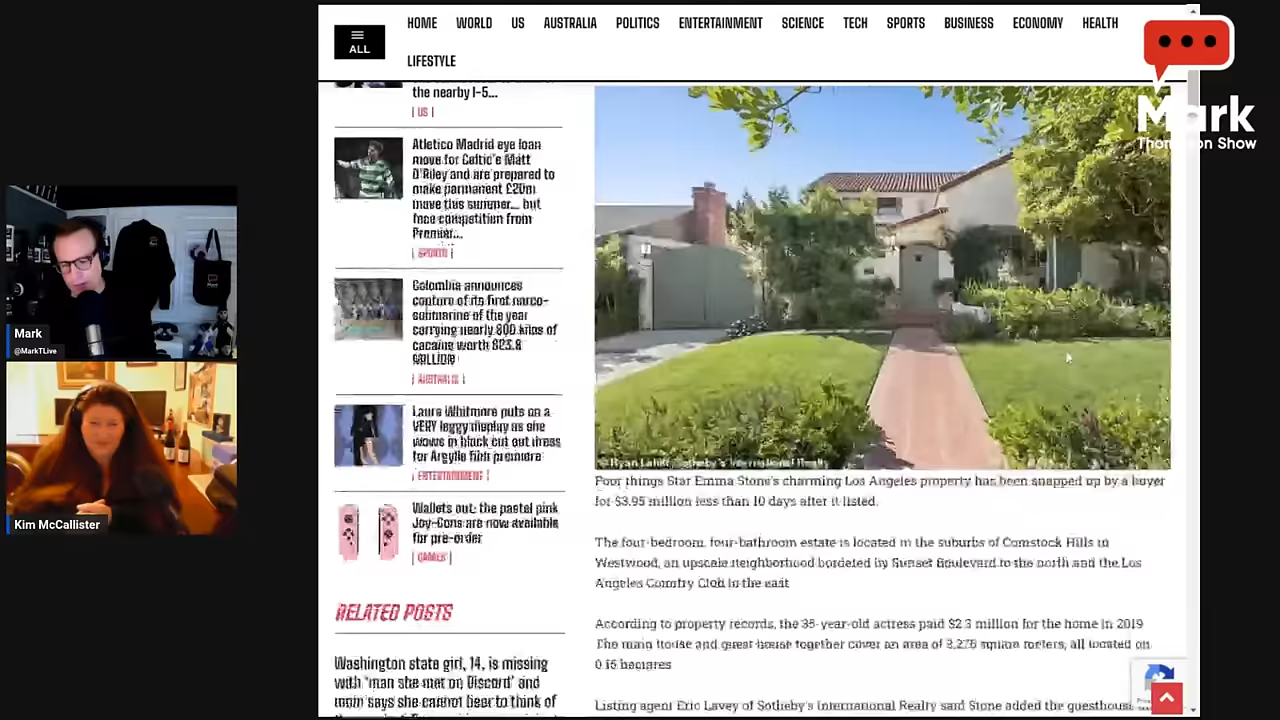 ALL
HOME WORLD US AUSTRALIA POLITICS ENTERTAINMENT SCIENCE TECH SPORTS BUSINESS ECONOMY HEALTH
LIFESTYLE
Mark
Thompson Show
the nearby I-5...
| US |
Atletico Madrid eye loan
move for Celtic's Matt
O'Riley and are prepared to
make permanent £20m
move this summer... but
face competition from
Premier...
| SPORTS |
Colombia announces
capture of its first narco-
submarine of the year
carrying nearly 800 kilos of
cocaine worth $23.8
MILLION
| AUSTRALIA |
Laura Whitmore puts on a
VERY leggy display as she
wows in black cut out dress
for Argylle film premiere
| ENTERTAINMENT |
Wallets out: the pastel pink
Joy-Cons are now available
for pre-order
| GAMES |
RELATED POSTS
Washington state girl, 14, is missing
with 'man she met on Discord' and
mom says she cannot bear to think of
Sotheby's International Realty
Poor things Star Emma Stone's charming Los Angeles property has been snapped up by a buyer
for $3.95 million less than 10 days after it listed.
The four-bedroom, four-bathroom estate is located in the suburbs of Comstock Hills in
Westwood, an upscale neighborhood bordered by Sunset Boulevard to the north and the Los
Angeles Country Club to the east
According to property records, the 35-year-old actress paid $2.3 million for the home in 2019
The main house and guest house together cover an area of 3,275 square meters, all located on
0.16 hectares
Listing agent Eric Lavey of Sotheby's International Realty said Stone added the guesthouse
Mark
@MarkTLive
Kim McCallister